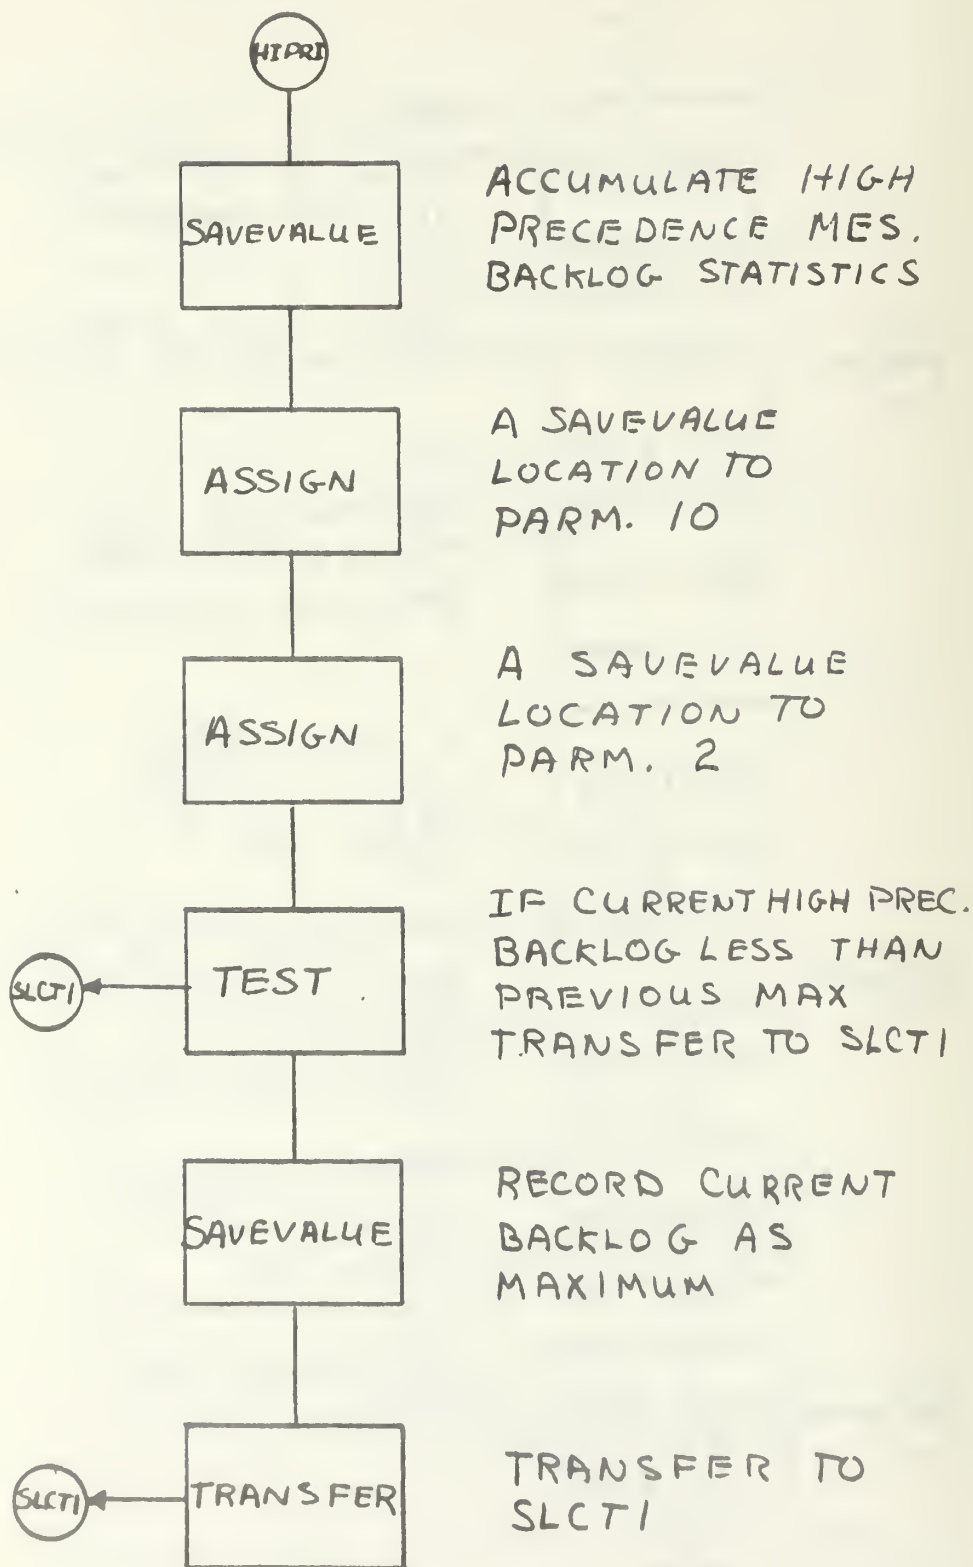 HIPRI
SAVEVALUE
ACCUMULATE HIGH
PRECEDENCE MES.
BACKLOG STATISTICS
ASSIGN
A SAVEVALUE
LOCATION TO
PARM. 10
ASSIGN
A SAVEVALUE
LOCATION TO
PARM. 2
SLCT1
TEST
IF CURRENT HIGH PREC.
BACKLOG LESS THAN
PREVIOUS MAX
TRANSFER TO SLCT1
SAVEVALUE
RECORD CURRENT
BACKLOG AS
MAXIMUM
SLCT1
TRANSFER
TRANSFER TO
SLCT1